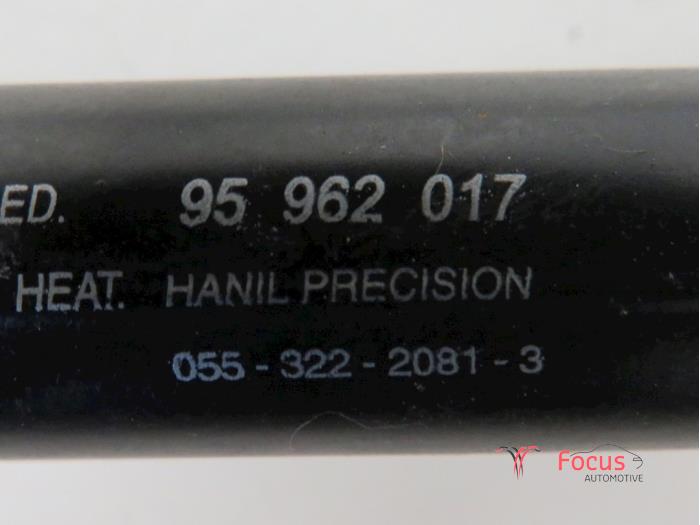 ED. 95 962 017
HEAT. HANIL PRECISION
055 - 322 - 2081 - 3
Focus
AUTOMOTIVE